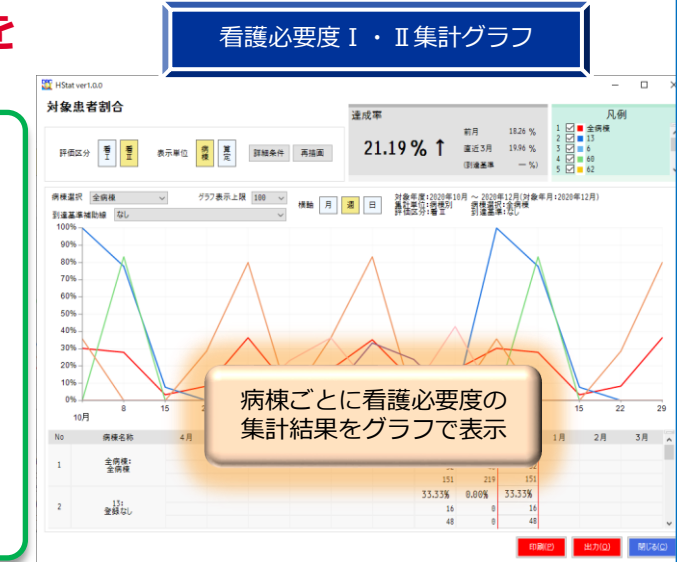 を
看護必要度Ⅰ・Ⅱ集計グラフ
HStat ver1.0.0
対象患者割合
評価区分 看Ⅰ 看Ⅱ 表示単位 病棟 算定 詳細条件 再描画
達成率
21.19 % ↑
前月 18.26 %
直近3月 19.96 %
(到達基準 ― %)
凡例
1 全病棟
2 13
3 6
4 60
5 62
病棟選択 全病棟 グラフ表示上限 100 横軸 月 週 日
到達基準補助線 なし
対象年度:2020年10月 ～ 2020年12月(対象年月:2020年12月)
集計単位:病棟別 病棟選択:全病棟
評価区分:看Ⅱ 到達基準:なし
100%
90%
80%
70%
60%
50%
40%
30%
20%
10%
0%
10月 8 15 15 22 29
病棟ごとに看護必要度の
集計結果をグラフで表示
No 病棟名称 4月 1月 2月 3月
1 全病棟:
全病棟
151 219 151
33.33% 0.00% 33.33%
2 13:
登録なし
16 0 16
48 0 48
印刷(P) 出力(O) 閉じる(C)